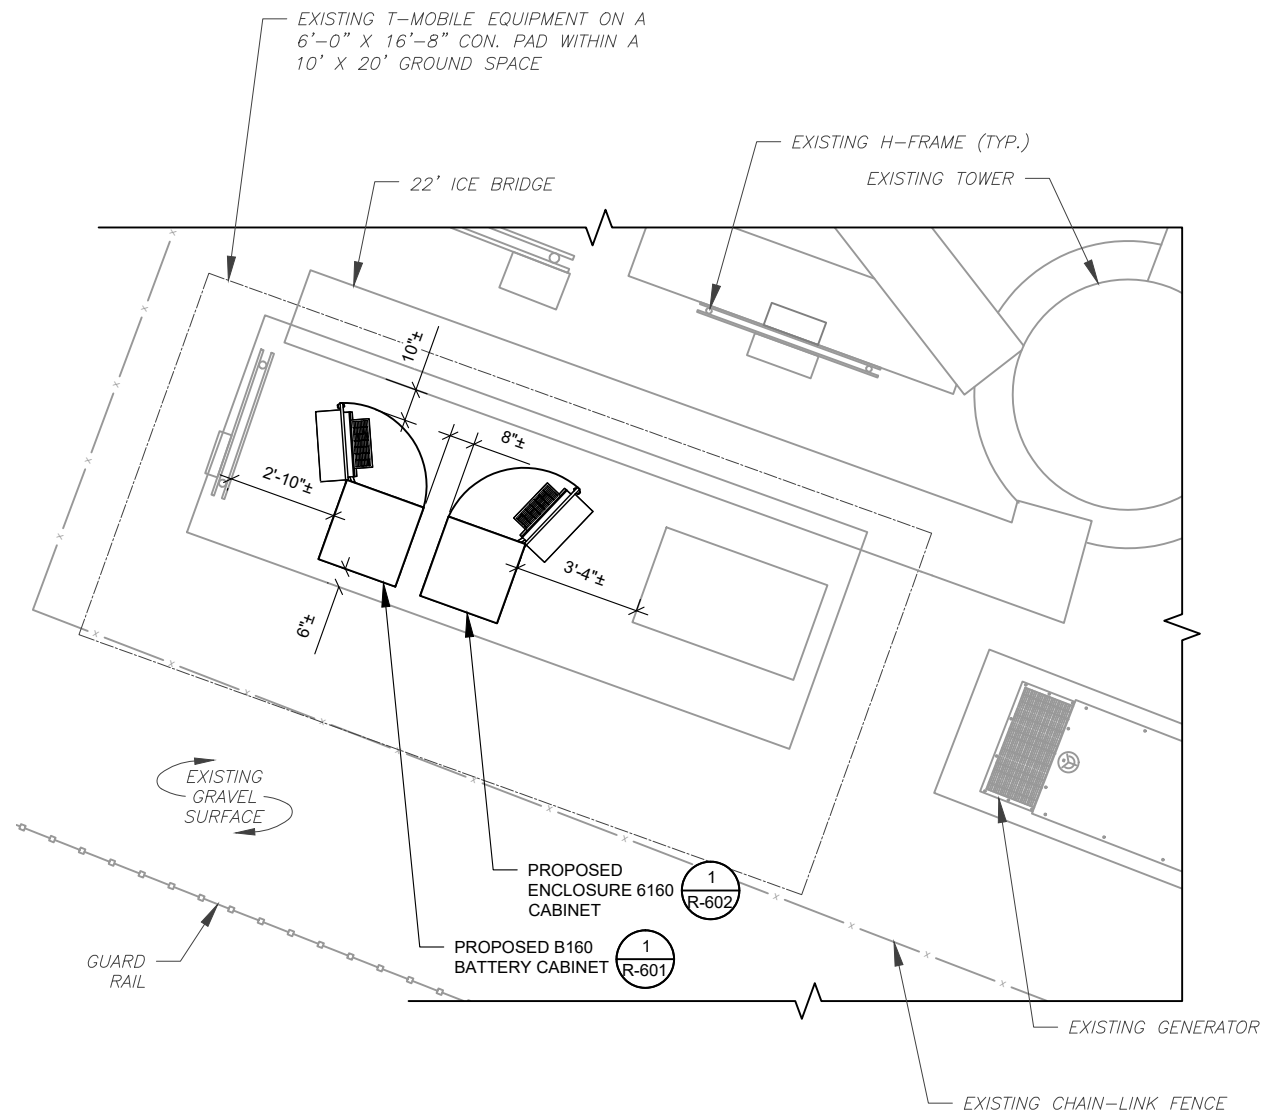 EXISTING T-MOBILE EQUIPMENT ON A
6'-0" X 16'-8" CON. PAD WITHIN A
10' X 20' GROUND SPACE
EXISTING H-FRAME (TYP.)
EXISTING TOWER
22' ICE BRIDGE
10"±
8"±
2'-10"±
3'-4"±
6"±
EXISTING
GRAVEL
SURFACE
PROPOSED
ENCLOSURE 6160
CABINET
1
R-602
PROPOSED B160
BATTERY CABINET
1
R-601
GUARD
RAIL
EXISTING GENERATOR
EXISTING CHAIN-LINK FENCE